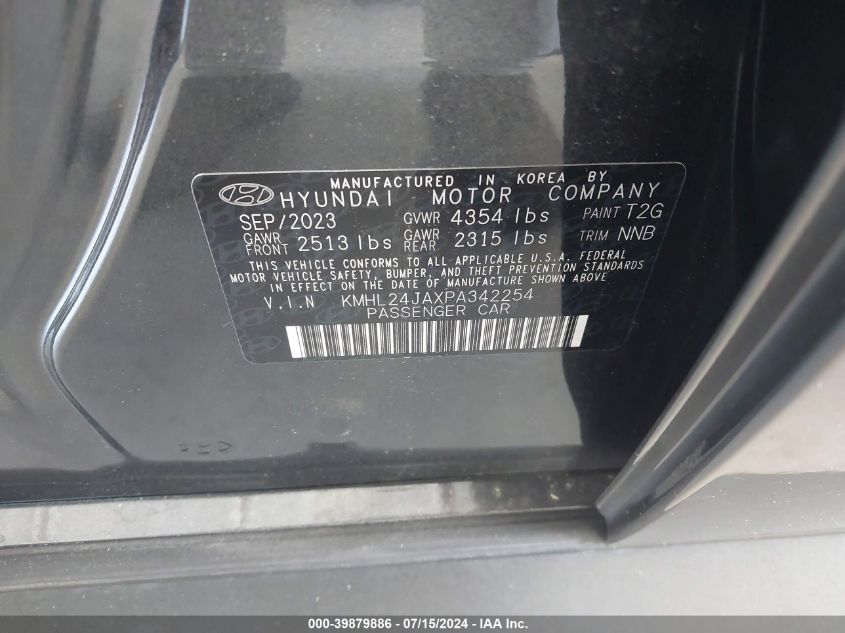 MANUFACTURED IN KOREA BY
HYUNDAI MOTOR COMPANY
SEP/2023 GVWR 4354 lbs PAINT T2G
GAWR FRONT 2513 lbs GAWR REAR 2315 lbs TRIM NNB
THIS VEHICLE CONFORMS TO ALL APPLICABLE U.S.A. FEDERAL
MOTOR VEHICLE SAFETY, BUMPER, AND THEFT PREVENTION STANDARDS
IN EFFECT ON THE DATE OF MANUFACTURE SHOWN ABOVE
V.I.N KMHL24JAXPA342254
PASSENGER CAR
000-39879886 - 07/15/2024 - IAA Inc.